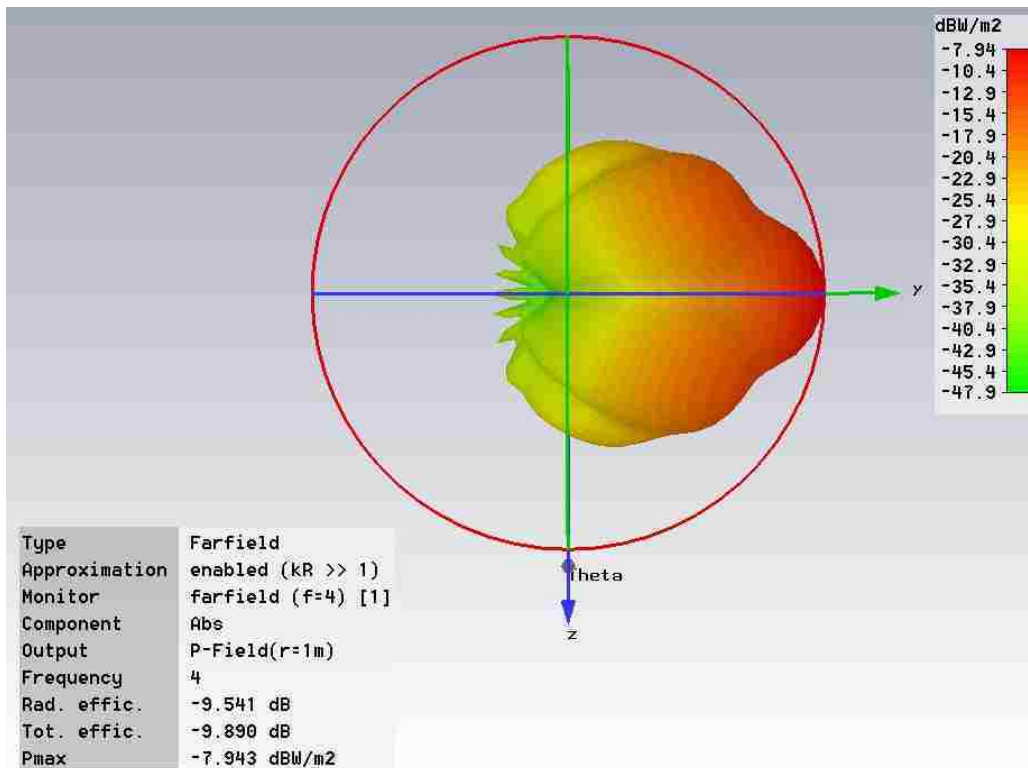 dBW/m2
-7.94
-10.4
-12.9
-15.4
-17.9
-20.4
-22.9
-25.4
-27.9
-30.4
-32.9
-35.4
-37.9
-40.4
-42.9
-45.4
-47.9
y
Theta
z
Type Farfield
Approximation enabled (kR >> 1)
Monitor farfield (f=4) [1]
Component Abs
Output P-Field(r=1m)
Frequency 4
Rad. effic. -9.541 dB
Tot. effic. -9.890 dB
Pmax -7.943 dBW/m2